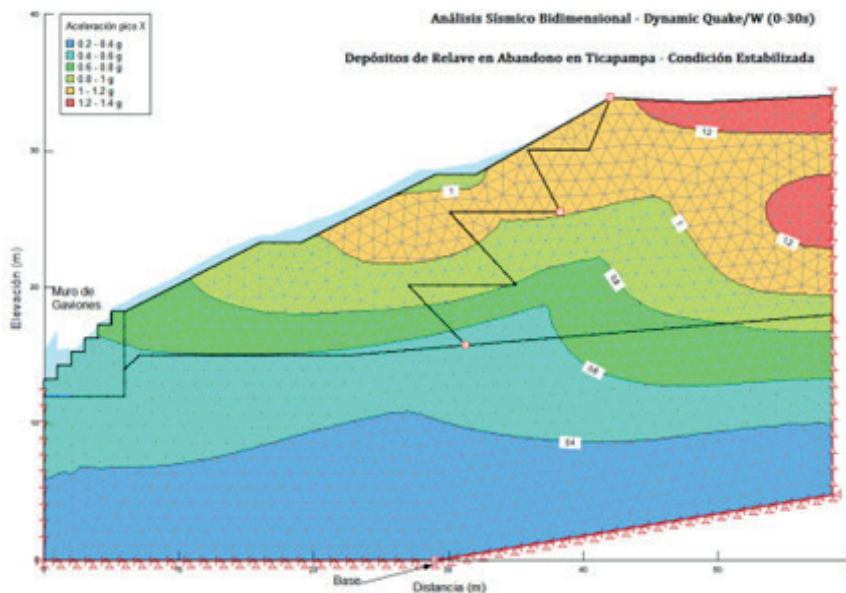 Análisis Sísmico Bidimensional - Dynamic Quake/W (0-30s)
Depósitos de Relave en Abandono en Ticapampa - Condición Estabilizada
Aceleración pico X
0.2 - 0.4 g
0.4 - 0.6 g
0.6 - 0.8 g
0.8 - 1 g
1 - 1.2 g
1.2 - 1.4 g
40
30
20
10
0
Elevación (m)
Muro de
Gaviones
1.2
1
1
1.2
0.8
0.6
0.4
10
20
30
40
50
Base
Distancia (m)